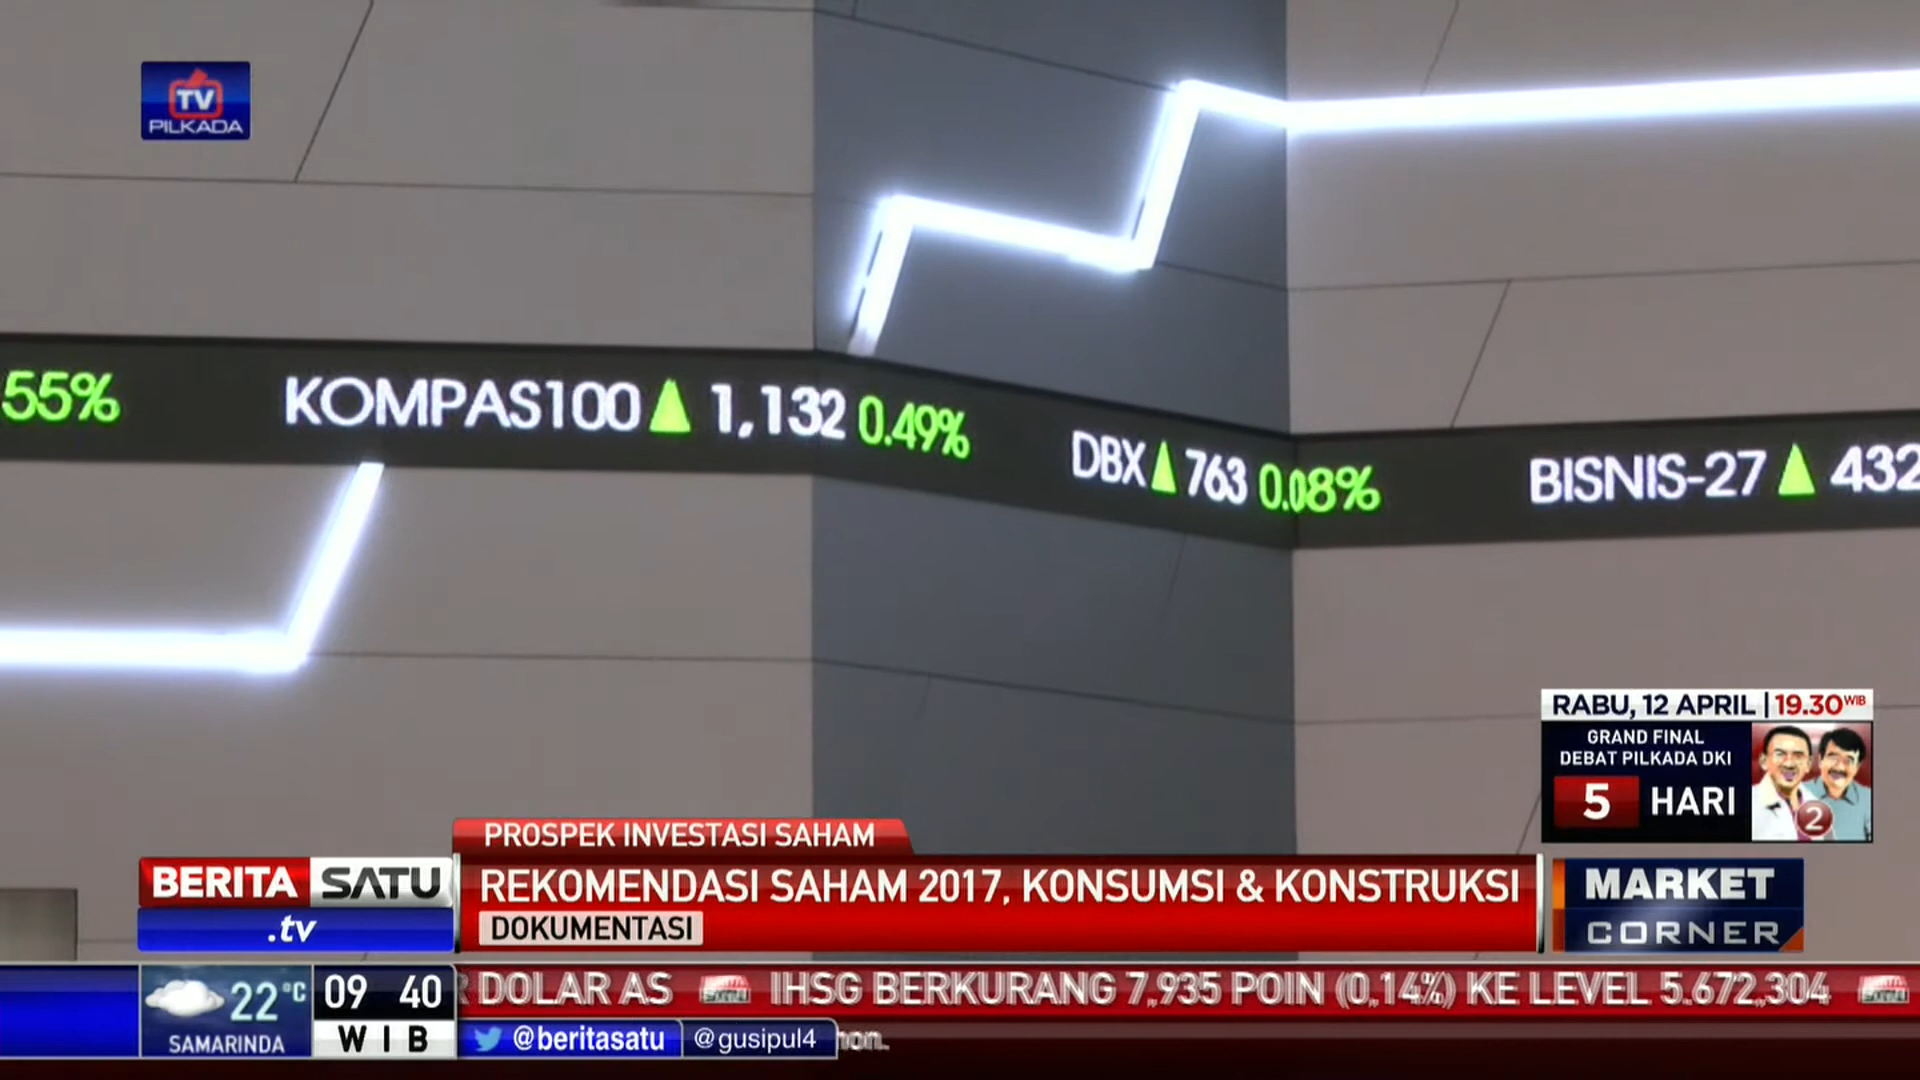 TV
PILKADA
55% KOMPAS100 ▲ 1,132 0.49% DBX ▲ 763 0.08% BISNIS-27 ▲ 432
RABU, 12 APRIL | 19.30 WIB
GRAND FINAL
DEBAT PILKADA DKI
5 HARI
2
PROSPEK INVESTASI SAHAM
BERITA SATU
.tv
REKOMENDASI SAHAM 2017, KONSUMSI & KONSTRUKSI
DOKUMENTASI
MARKET
CORNER
22°C
SAMARINDA
09 40
WIB
R DOLAR AS IHSG BERKURANG 7,935 POIN (0,14%) KE LEVEL 5.672,304
@beritasatu @gusipul4 non.